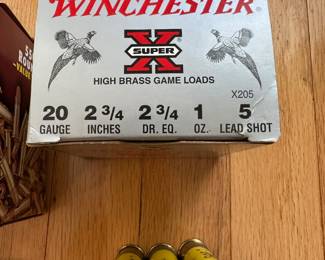 WINCHESTER
SUPER
X
HIGH BRASS GAME LOADS
X205
20 2 3/4 2 3/4 1 5
GAUGE INCHES DR. EQ. OZ. LEAD SHOT